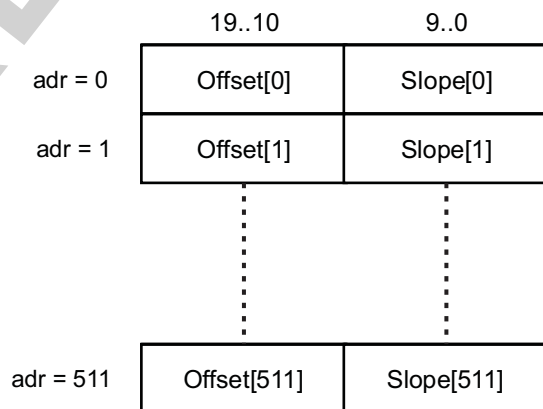 19..10 9..0
adr = 0 Offset[0] Slope[0]
adr = 1 Offset[1] Slope[1]
adr = 511 Offset[511] Slope[511]